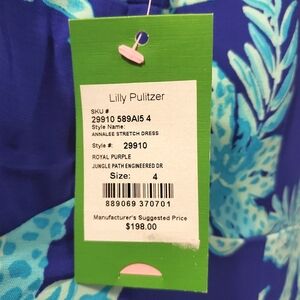 Lilly Pulitzer
SKU #
29910 589AI5 4
Style Name:
ANNALEE STRETCH DRESS
Style #: 29910
ROYAL PURPLE
JUNGLE PATH ENGINEERED DR
Size: 4
889069 370701
Manufacturer's Suggested Price
$198.00